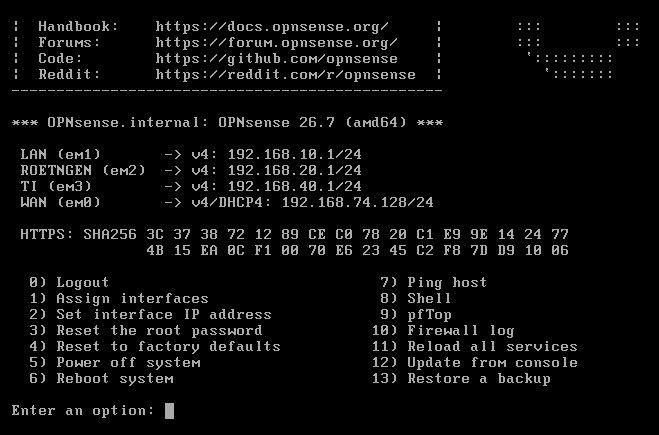 ¦  Handbook:    https://docs.opnsense.org/     ¦        :::        :::
¦  Forums:      https://forum.opnsense.org/    ¦        :::        :::
¦  Code:        https://github.com/opnsense    ¦         `:::::::::
¦  Reddit:      https://reddit.com/r/opnsense  ¦           `:::::::
------------------------------------------------
*** OPNsense.internal: OPNsense 26.7 (amd64) ***
LAN (em1)       -> v4: 192.168.10.1/24
ROETNGEN (em2)  -> v4: 192.168.20.1/24
TI (em3)        -> v4: 192.168.40.1/24
WAN (em0)       -> v4/DHCP4: 192.168.74.128/24
HTTPS: SHA256 3C 37 38 72 12 89 CE C0 78 20 C1 E9 9E 14 24 77
4B 15 EA 0C F1 00 70 E6 23 45 C2 F8 7D D9 10 06
0) Logout                              7) Ping host
1) Assign interfaces                   8) Shell
2) Set interface IP address            9) pfTop
3) Reset the root password            10) Firewall log
4) Reset to factory defaults          11) Reload all services
5) Power off system                   12) Update from console
6) Reboot system                      13) Restore a backup
Enter an option: